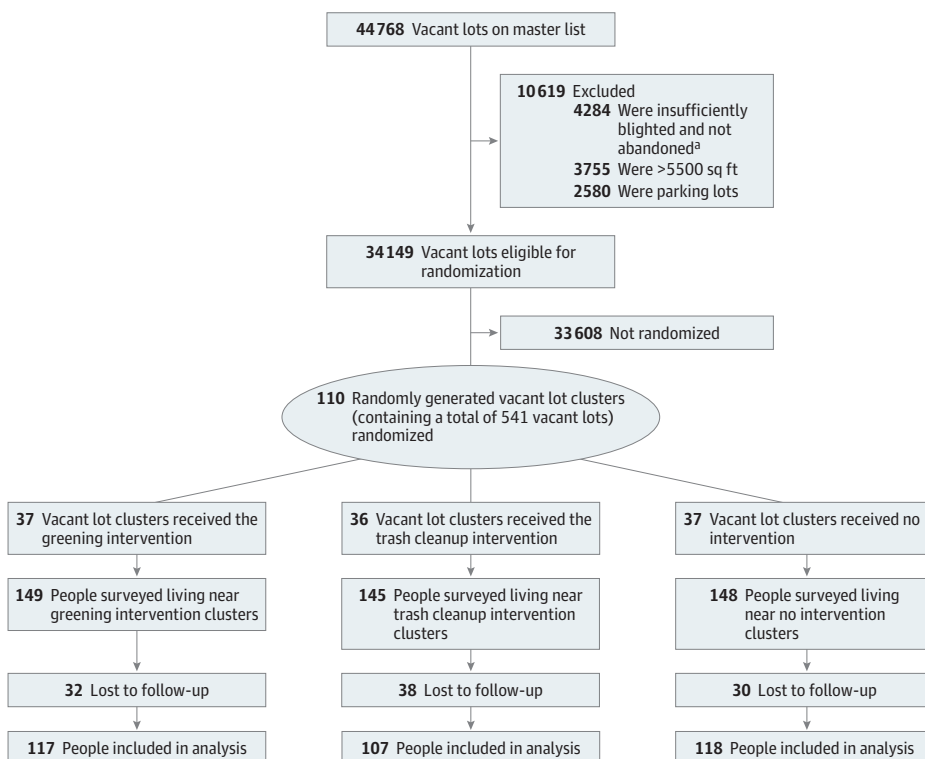 44768 Vacant lots on master list
10619 Excluded
4284 Were insufficiently
blighted and not
abandonedᵃ
3755 Were >5500 sq ft
2580 Were parking lots
34149 Vacant lots eligible for
randomization
33608 Not randomized
110 Randomly generated vacant lot clusters
(containing a total of 541 vacant lots)
randomized
37 Vacant lot clusters received the
greening intervention
36 Vacant lot clusters received the
trash cleanup intervention
37 Vacant lot clusters received no
intervention
149 People surveyed living near
greening intervention clusters
145 People surveyed living near
trash cleanup intervention
clusters
148 People surveyed living
near no intervention
clusters
32 Lost to follow-up
38 Lost to follow-up
30 Lost to follow-up
117 People included in analysis
107 People included in analysis
118 People included in analysis